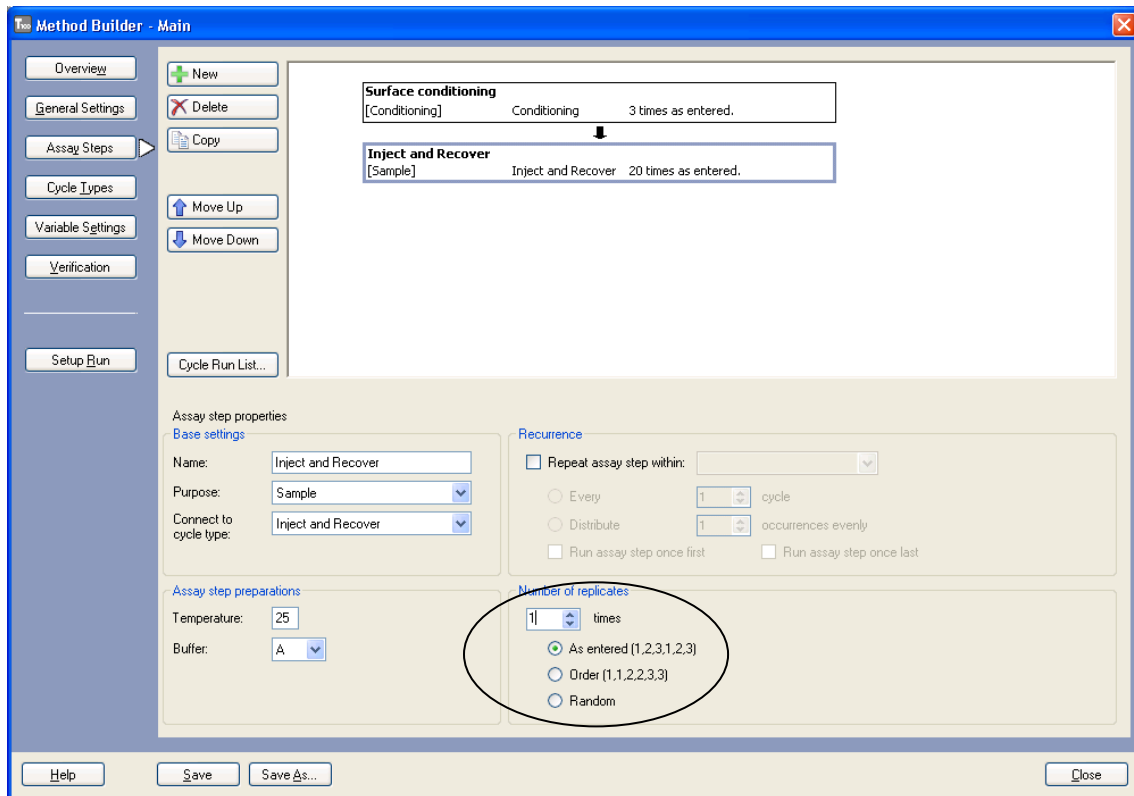 T100 Method Builder - Main
Overview
General Settings
Assay Steps
Cycle Types
Variable Settings
Verification
Setup Run
New
Delete
Copy
Move Up
Move Down
Cycle Run List...
Surface conditioning
[Conditioning] Conditioning 3 times as entered.
Inject and Recover
[Sample] Inject and Recover 20 times as entered.
Assay step properties
Base settings
Name: Inject and Recover
Purpose: Sample
Connect to
cycle type: Inject and Recover
Recurrence
Repeat assay step within:
Every 1 cycle
Distribute 1 occurrences evenly
Run assay step once first Run assay step once last
Assay step preparations
Temperature: 25
Buffer: A
Number of replicates
1 times
As entered (1,2,3,1,2,3)
Order (1,1,2,2,3,3)
Random
Help
Save
Save As...
Close